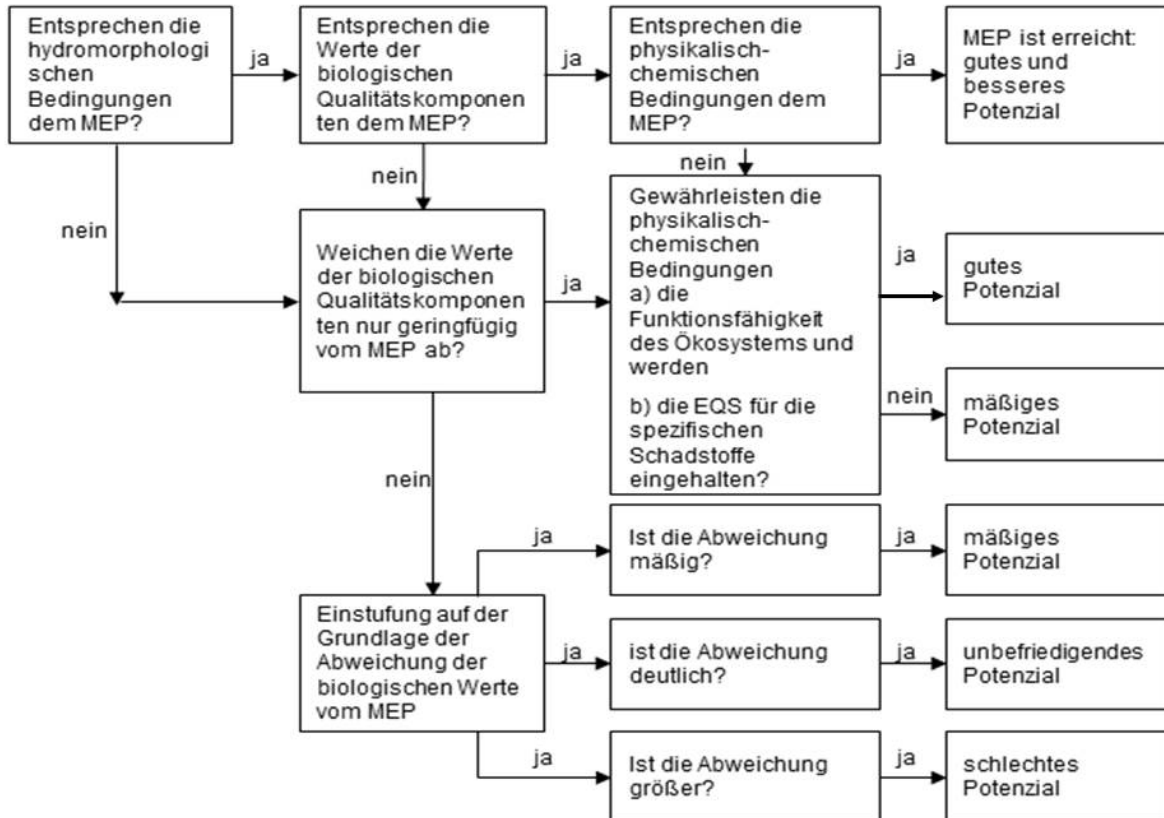 Entsprechen die
hydromorphologi
schen
Bedingungen
dem MEP?
ja
Entsprechen die
Werte der
biologischen
Qualitätskomponen
ten dem MEP?
ja
Entsprechen die
physikalisch-
chemischen
Bedingungen dem
MEP?
ja
MEP ist erreicht:
gutes und
besseres
Potenzial
nein
nein
nein
Weichen die Werte
der biologischen
Qualitätskomponen
ten nur geringfügig
vom MEP ab?
ja
Gewährleisten die
physikalisch-
chemischen
Bedingungen
a) die
Funktionsfähigkeit
des Ökosystems und
werden
b) die EQS für die
spezifischen
Schadstoffe
eingehalten?
ja
gutes
Potenzial
nein
mäßiges
Potenzial
nein
Einstufung auf der
Grundlage der
Abweichung der
biologischen Werte
vom MEP
ja
Ist die Abweichung
mäßig?
ja
mäßiges
Potenzial
ja
ist die Abweichung
deutlich?
ja
unbefriedigendes
Potenzial
ja
Ist die Abweichung
größer?
ja
schlechtes
Potenzial